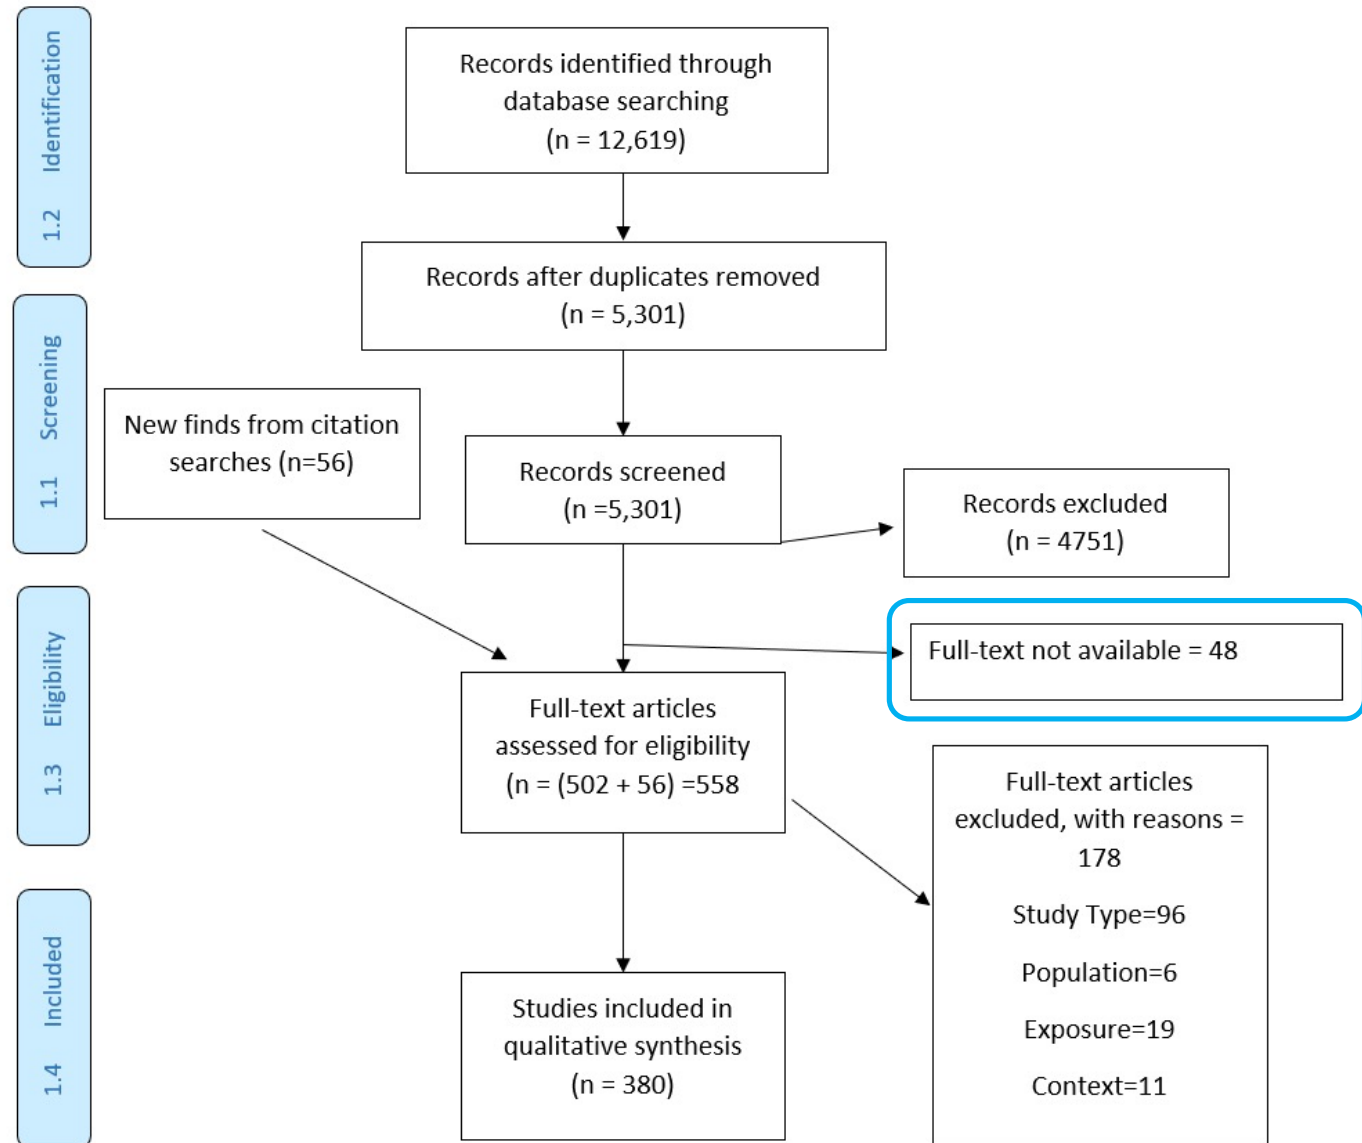 1.2 Identification
Records identified through
database searching
(n = 12,619)
Records after duplicates removed
(n = 5,301)
1.1 Screening
New finds from citation
searches (n=56)
Records screened
(n =5,301)
Records excluded
(n = 4751)
1.3 Eligibility
Full-text not available = 48
Full-text articles
assessed for eligibility
(n = (502 + 56) =558
Full-text articles
excluded, with reasons =
178
Study Type=96
Population=6
Exposure=19
Context=11
1.4 Included
Studies included in
qualitative synthesis
(n = 380)